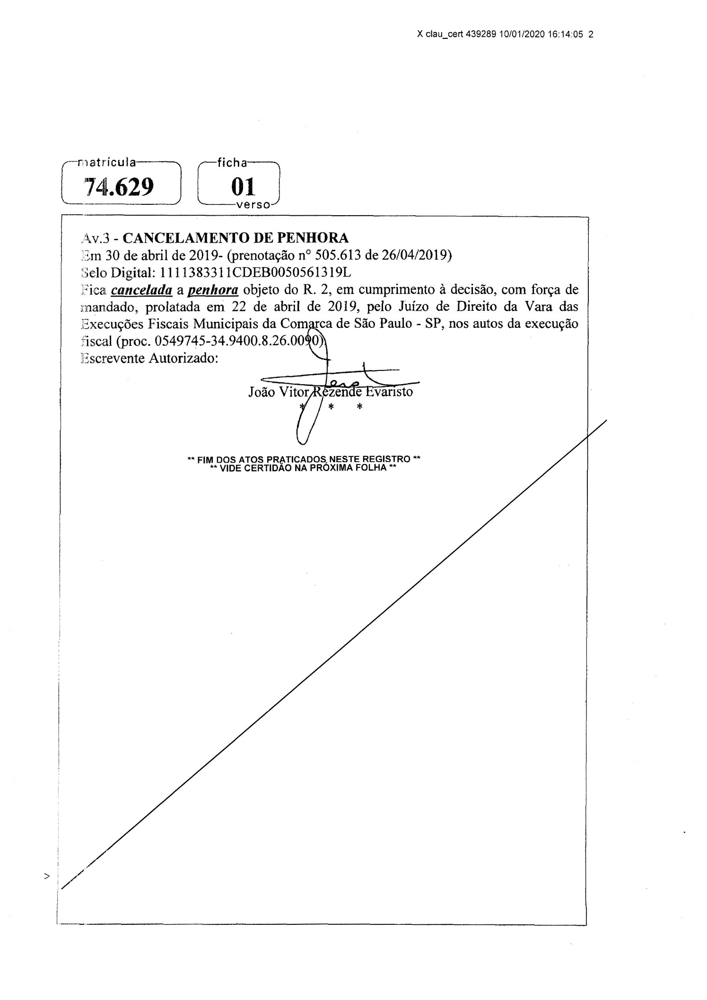 X clau_cert 439289 10/01/2020 16:14:05 2
matrícula
74.629
ficha
01
verso
Av.3 - CANCELAMENTO DE PENHORA
Em 30 de abril de 2019- (prenotação nº 505.613 de 26/04/2019)
Selo Digital: 1111383311CDEB0050561319L
Fica cancelada a penhora objeto do R. 2, em cumprimento à decisão, com força de
mandado, prolatada em 22 de abril de 2019, pelo Juízo de Direito da Vara das
Execuções Fiscais Municipais da Comarca de São Paulo - SP, nos autos da execução
fiscal (proc. 0549745-34.9400.8.26.0090)
Escrevente Autorizado:
João Vitor Rezende Evaristo
* * *
** FIM DOS ATOS PRATICADOS NESTE REGISTRO **
** VIDE CERTIDÃO NA PRÓXIMA FOLHA **
>